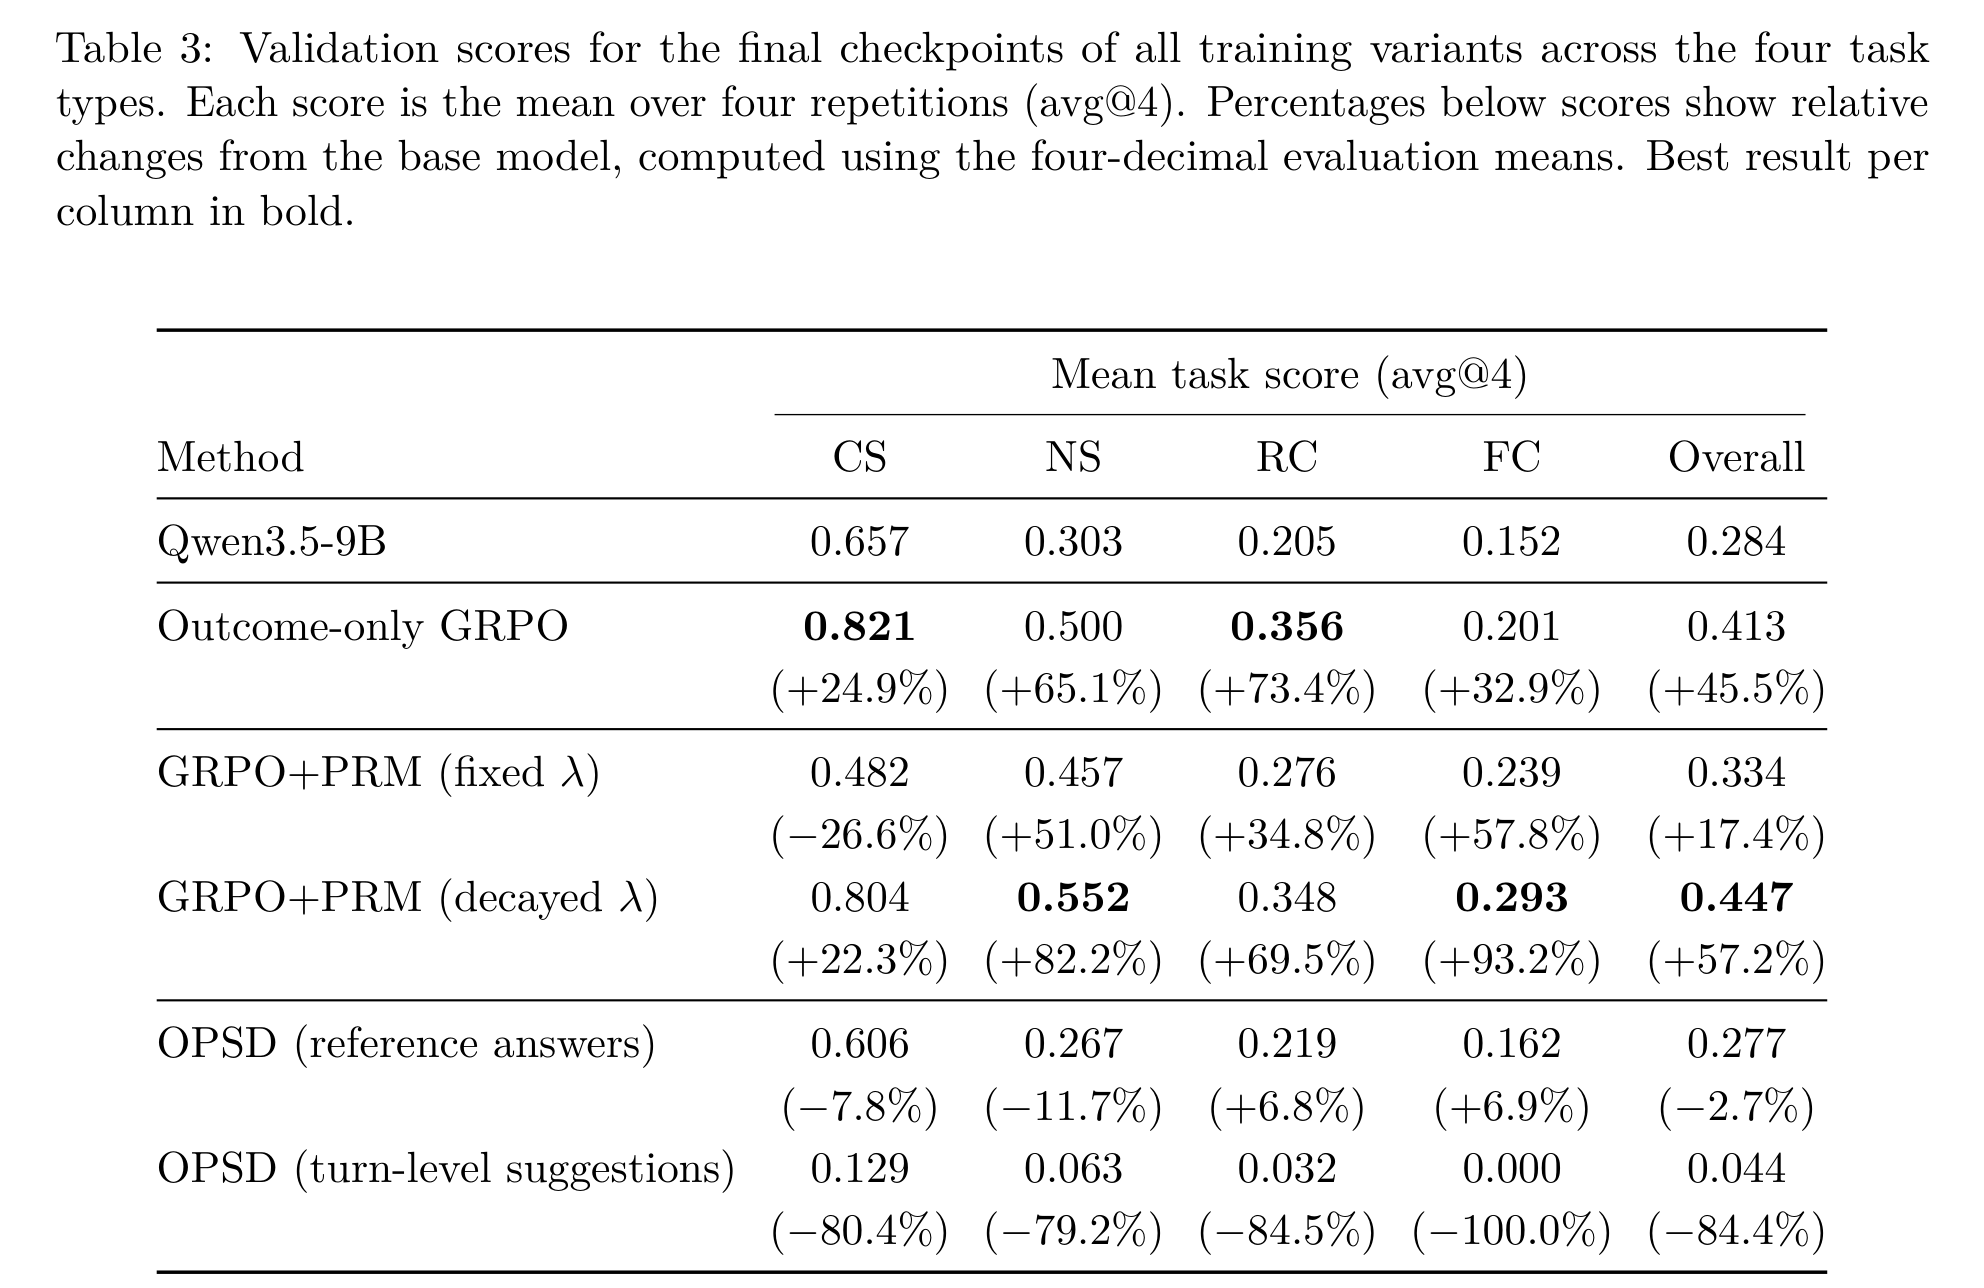 Table 3: Validation scores for the final checkpoints of all training variants across the four task
types. Each score is the mean over four repetitions (avg@4). Percentages below scores show relative
changes from the base model, computed using the four-decimal evaluation means. Best result per
column in bold.
Mean task score (avg@4)
Method CS NS RC FC Overall
Qwen3.5-9B 0.657 0.303 0.205 0.152 0.284
Outcome-only GRPO 0.821 0.500 0.356 0.201 0.413
(+24.9%) (+65.1%) (+73.4%) (+32.9%) (+45.5%)
GRPO+PRM (fixed λ) 0.482 0.457 0.276 0.239 0.334
(−26.6%) (+51.0%) (+34.8%) (+57.8%) (+17.4%)
GRPO+PRM (decayed λ) 0.804 0.552 0.348 0.293 0.447
(+22.3%) (+82.2%) (+69.5%) (+93.2%) (+57.2%)
OPSD (reference answers) 0.606 0.267 0.219 0.162 0.277
(−7.8%) (−11.7%) (+6.8%) (+6.9%) (−2.7%)
OPSD (turn-level suggestions) 0.129 0.063 0.032 0.000 0.044
(−80.4%) (−79.2%) (−84.5%) (−100.0%) (−84.4%)